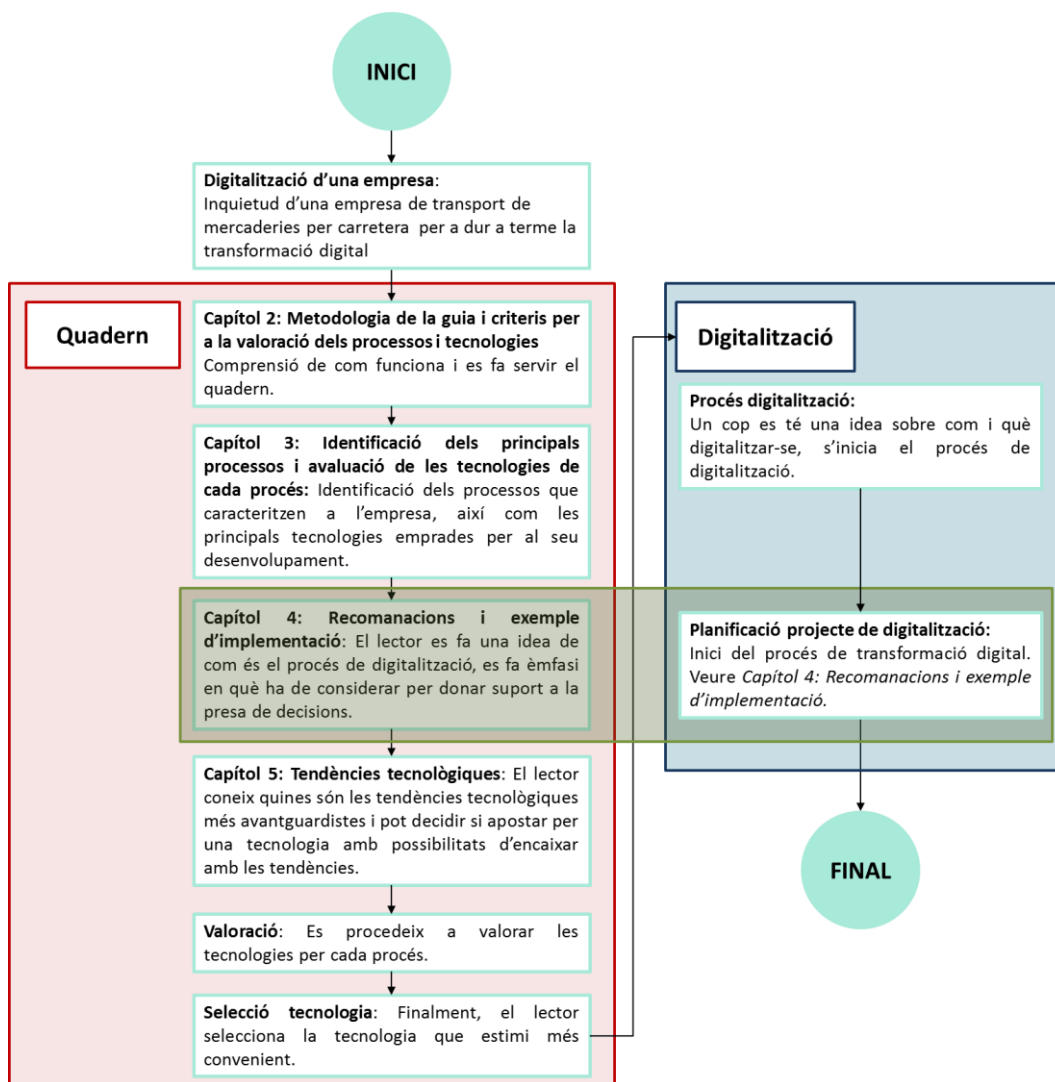 INICI
Digitalització d’una empresa:
Inquietud d’una empresa de transport de
mercaderies per carretera per a dur a terme la
transformació digital
Quadern
Capítol 2: Metodologia de la guia i criteris per
a la valoració dels processos i tecnologies
Comprensió de com funciona i es fa servir el
quadern.
Capítol 3: Identificació dels principals
processos i avaluació de les tecnologies de
cada procés: Identificació dels processos que
caracteritzen a l’empresa, així com les
principals tecnologies emprades per al seu
desenvolupament.
Capítol 4: Recomanacions i exemple
d’implementació: El lector es fa una idea de
com és el procés de digitalització, es fa èmfasi
en què ha de considerar per donar suport a la
presa de decisions.
Capítol 5: Tendències tecnològiques: El lector
coneix quines són les tendències tecnològiques
més avantguardistes i pot decidir si apostar per
una tecnologia amb possibilitats d’encaixar
amb les tendències.
Valoració: Es procedeix a valorar les
tecnologies per cada procés.
Selecció tecnologia: Finalment, el lector
selecciona la tecnologia que estimi més
convenient.
Digitalització
Procés digitalització:
Un cop es té una idea sobre com i què
digitalitzar-se, s’inicia el procés de
digitalització.
Planificació projecte de digitalització:
Inici del procés de transformació digital.
Veure Capítol 4: Recomanacions i exemple
d’implementació.
FINAL